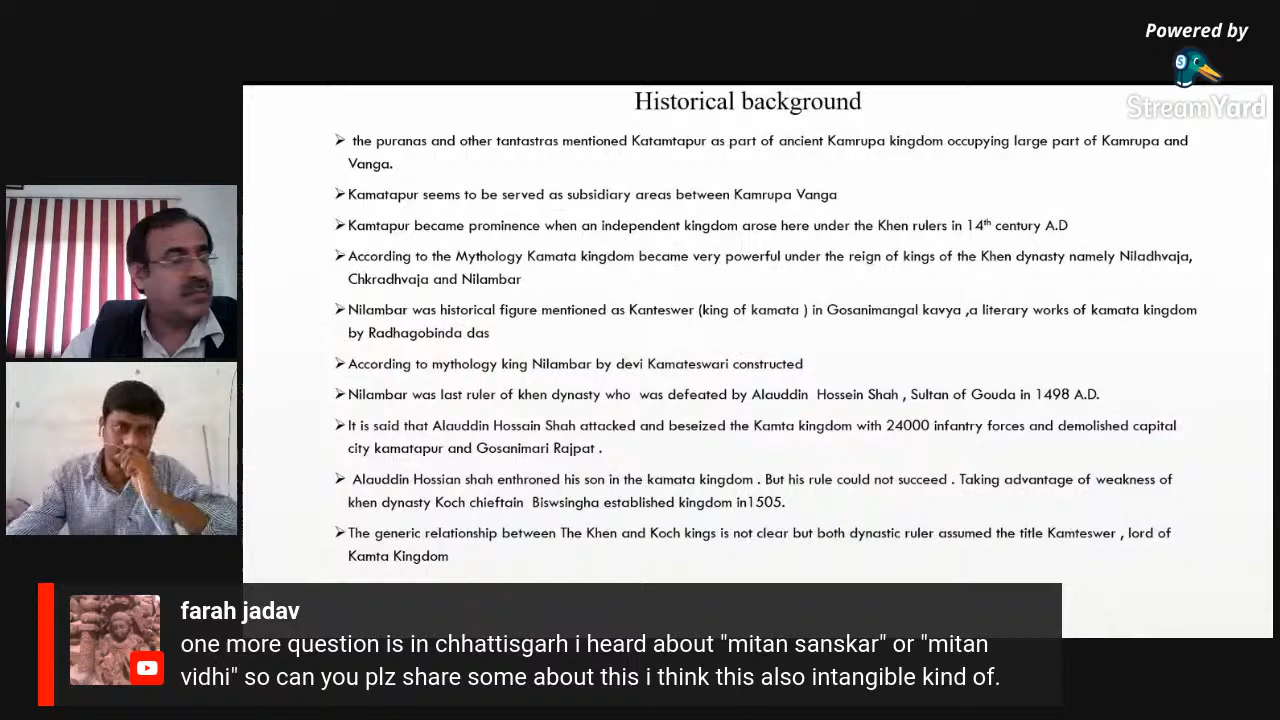 Powered by
StreamYard
Historical background
➢ the puranas and other tantastras mentioned Katamtapur as part of ancient Kamrupa kingdom occupying large part of Kamrupa and
Vanga.
➢Kamatapur seems to be served as subsidiary areas between Kamrupa Vanga
➢Kamtapur became prominence when an independent kingdom arose here under the Khen rulers in 14th century A.D
➢According to the Mythology Kamata kingdom became very powerful under the reign of kings of the Khen dynasty namely Niladhvaja,
Chkradhvaja and Nilambar
➢Nilambar was historical figure mentioned as Kanteswer (king of kamata ) in Gosanimangal kavya ,a literary works of kamata kingdom
by Radhagobinda das
➢According to mythology king Nilambar by devi Kamateswari constructed
➢Nilambar was last ruler of khen dynasty who was defeated by Alauddin Hossein Shah , Sultan of Gouda in 1498 A.D.
➢It is said that Alauddin Hossain Shah attacked and beseized the Kamta kingdom with 24000 infantry forces and demolished capital
city kamatapur and Gosanimari Rajpat .
➢ Alauddin Hossian shah enthroned his son in the kamata kingdom . But his rule could not succeed . Taking advantage of weakness of
khen dynasty Koch chieftain Biswsingha established kingdom in1505.
➢The generic relationship between The Khen and Koch kings is not clear but both dynastic ruler assumed the title Kamteswer , lord of
Kamta Kingdom
farah jadav
one more question is in chhattisgarh i heard about "mitan sanskar" or "mitan
vidhi" so can you plz share some about this i think this also intangible kind of.